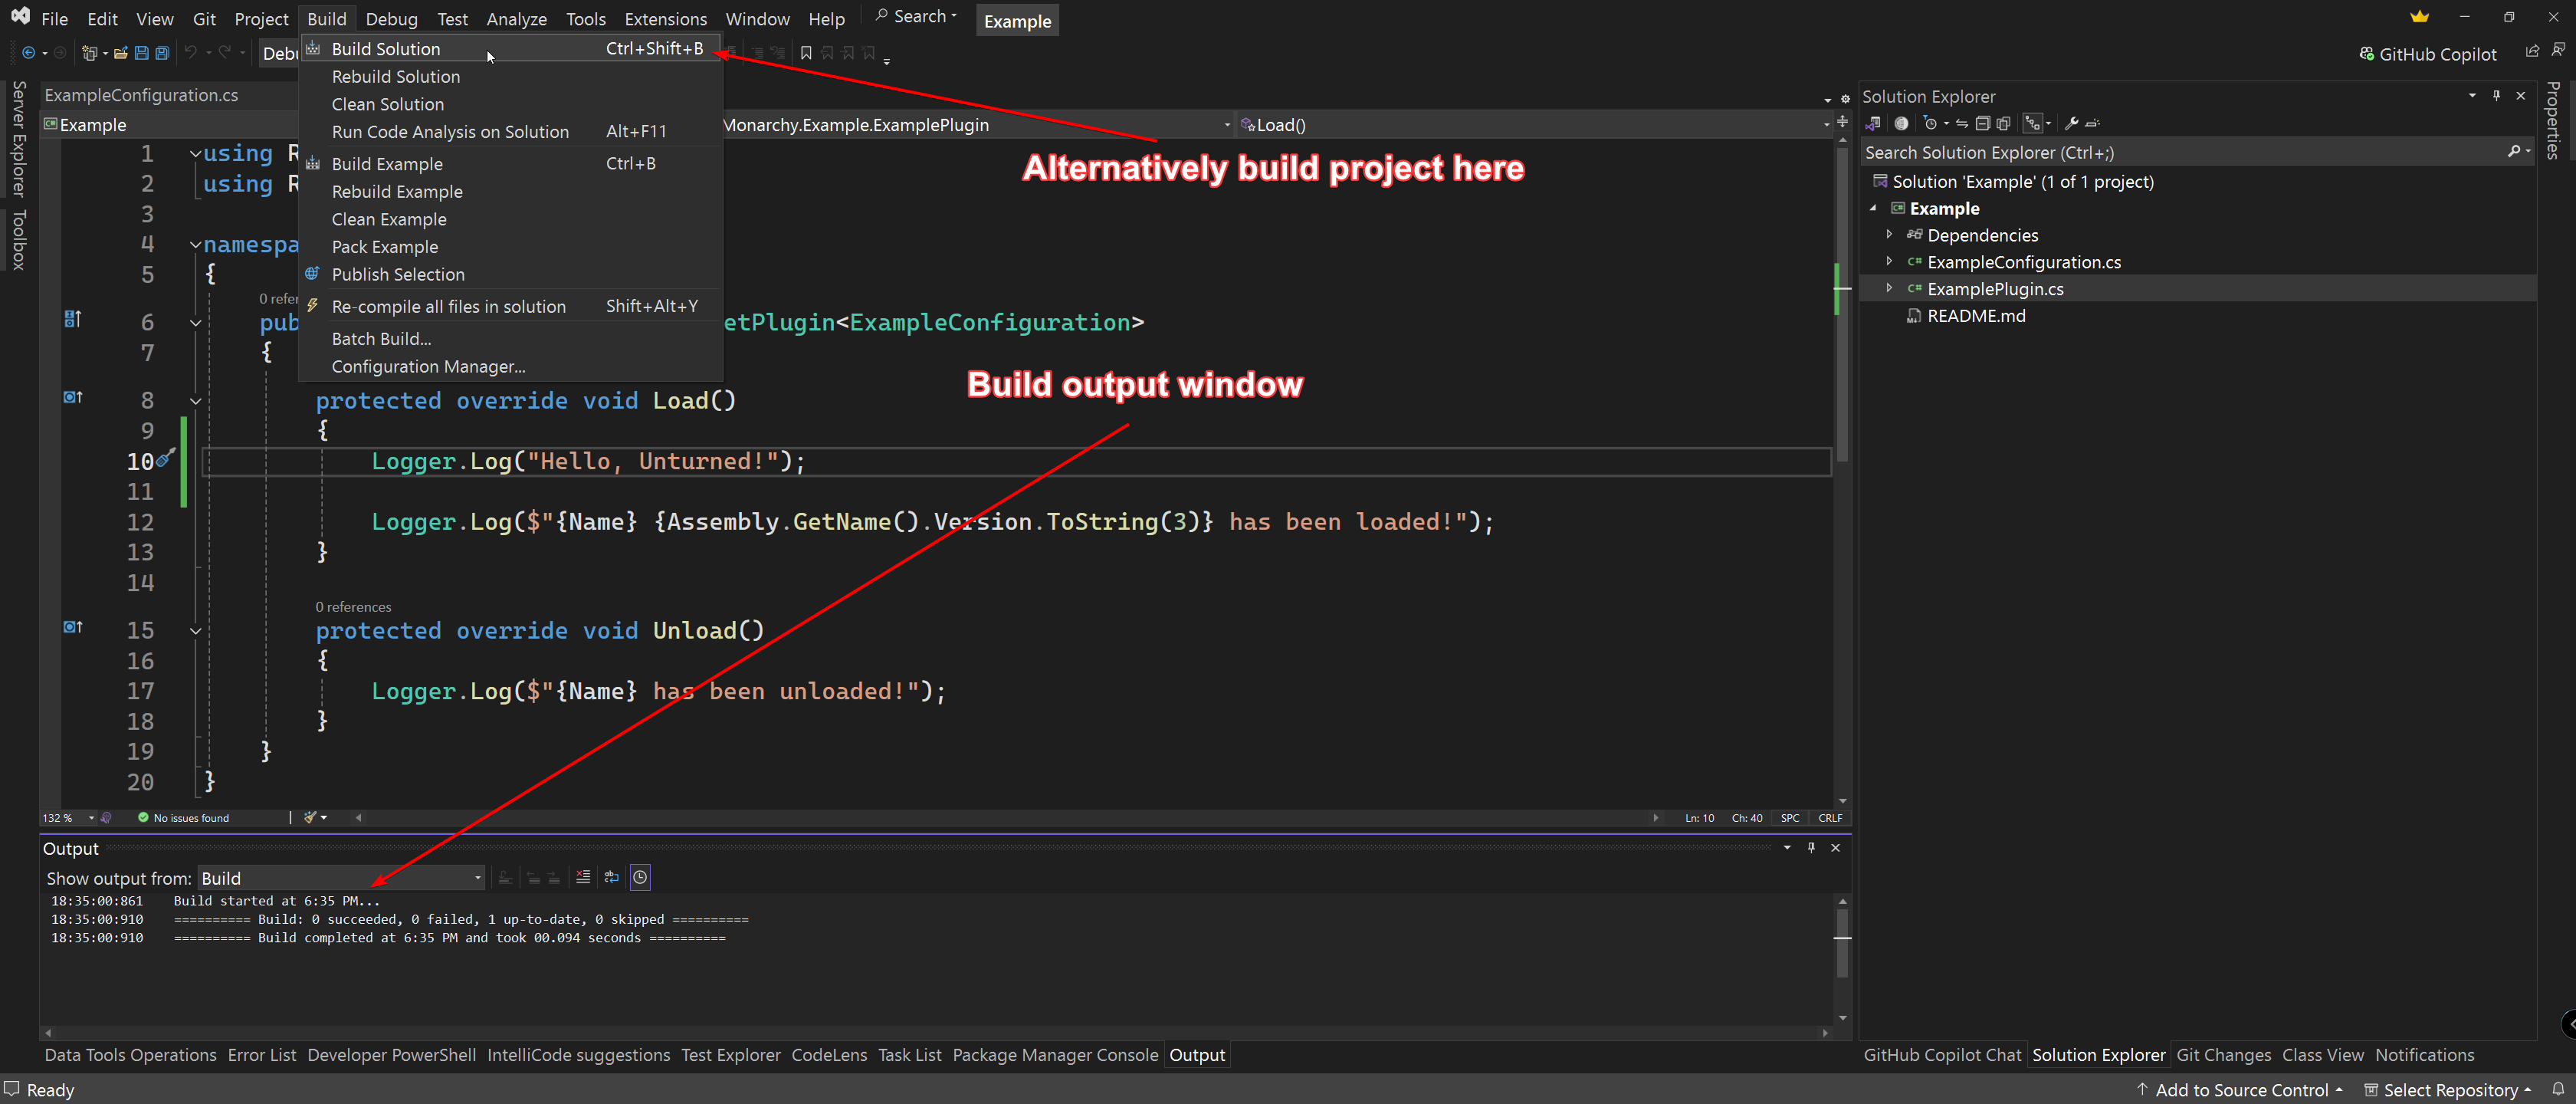 File Edit View Git Project Build Debug Test Analyze Tools Extensions Window Help Search Example
Debu
GitHub Copilot
Build Solution Ctrl+Shift+B
Rebuild Solution
Clean Solution
Run Code Analysis on Solution Alt+F11
Build Example Ctrl+B
Rebuild Example
Clean Example
Pack Example
Publish Selection
Re-compile all files in solution Shift+Alt+Y
Batch Build...
Configuration Manager...
Server Explorer
Toolbox
ExampleConfiguration.cs
Example
Monarchy.Example.ExamplePlugin
Load()
Alternatively build project here
Build output window
1 using R
2 using R
3
4 namespa
5 {
0 refer
6 pub etPlugin<ExampleConfiguration>
7 {
8 protected override void Load()
9 {
10 Logger.Log("Hello, Unturned!");
11
12 Logger.Log($"{Name} {Assembly.GetName().Version.ToString(3)} has been loaded!");
13 }
14
0 references
15 protected override void Unload()
16 {
17 Logger.Log($"{Name} has been unloaded!");
18 }
19 }
20 }
132 % No issues found Ln: 10 Ch: 40 SPC CRLF
Output
Show output from: Build
18:35:00:861 Build started at 6:35 PM...
18:35:00:910 ========== Build: 0 succeeded, 0 failed, 1 up-to-date, 0 skipped ==========
18:35:00:910 ========== Build completed at 6:35 PM and took 00.094 seconds ==========
Data Tools Operations Error List Developer PowerShell IntelliCode suggestions Test Explorer CodeLens Task List Package Manager Console Output
Solution Explorer
Search Solution Explorer (Ctrl+;)
Solution 'Example' (1 of 1 project)
Example
Dependencies
C# ExampleConfiguration.cs
C# ExamplePlugin.cs
README.md
Properties
GitHub Copilot Chat Solution Explorer Git Changes Class View Notifications
Ready Add to Source Control Select Repository